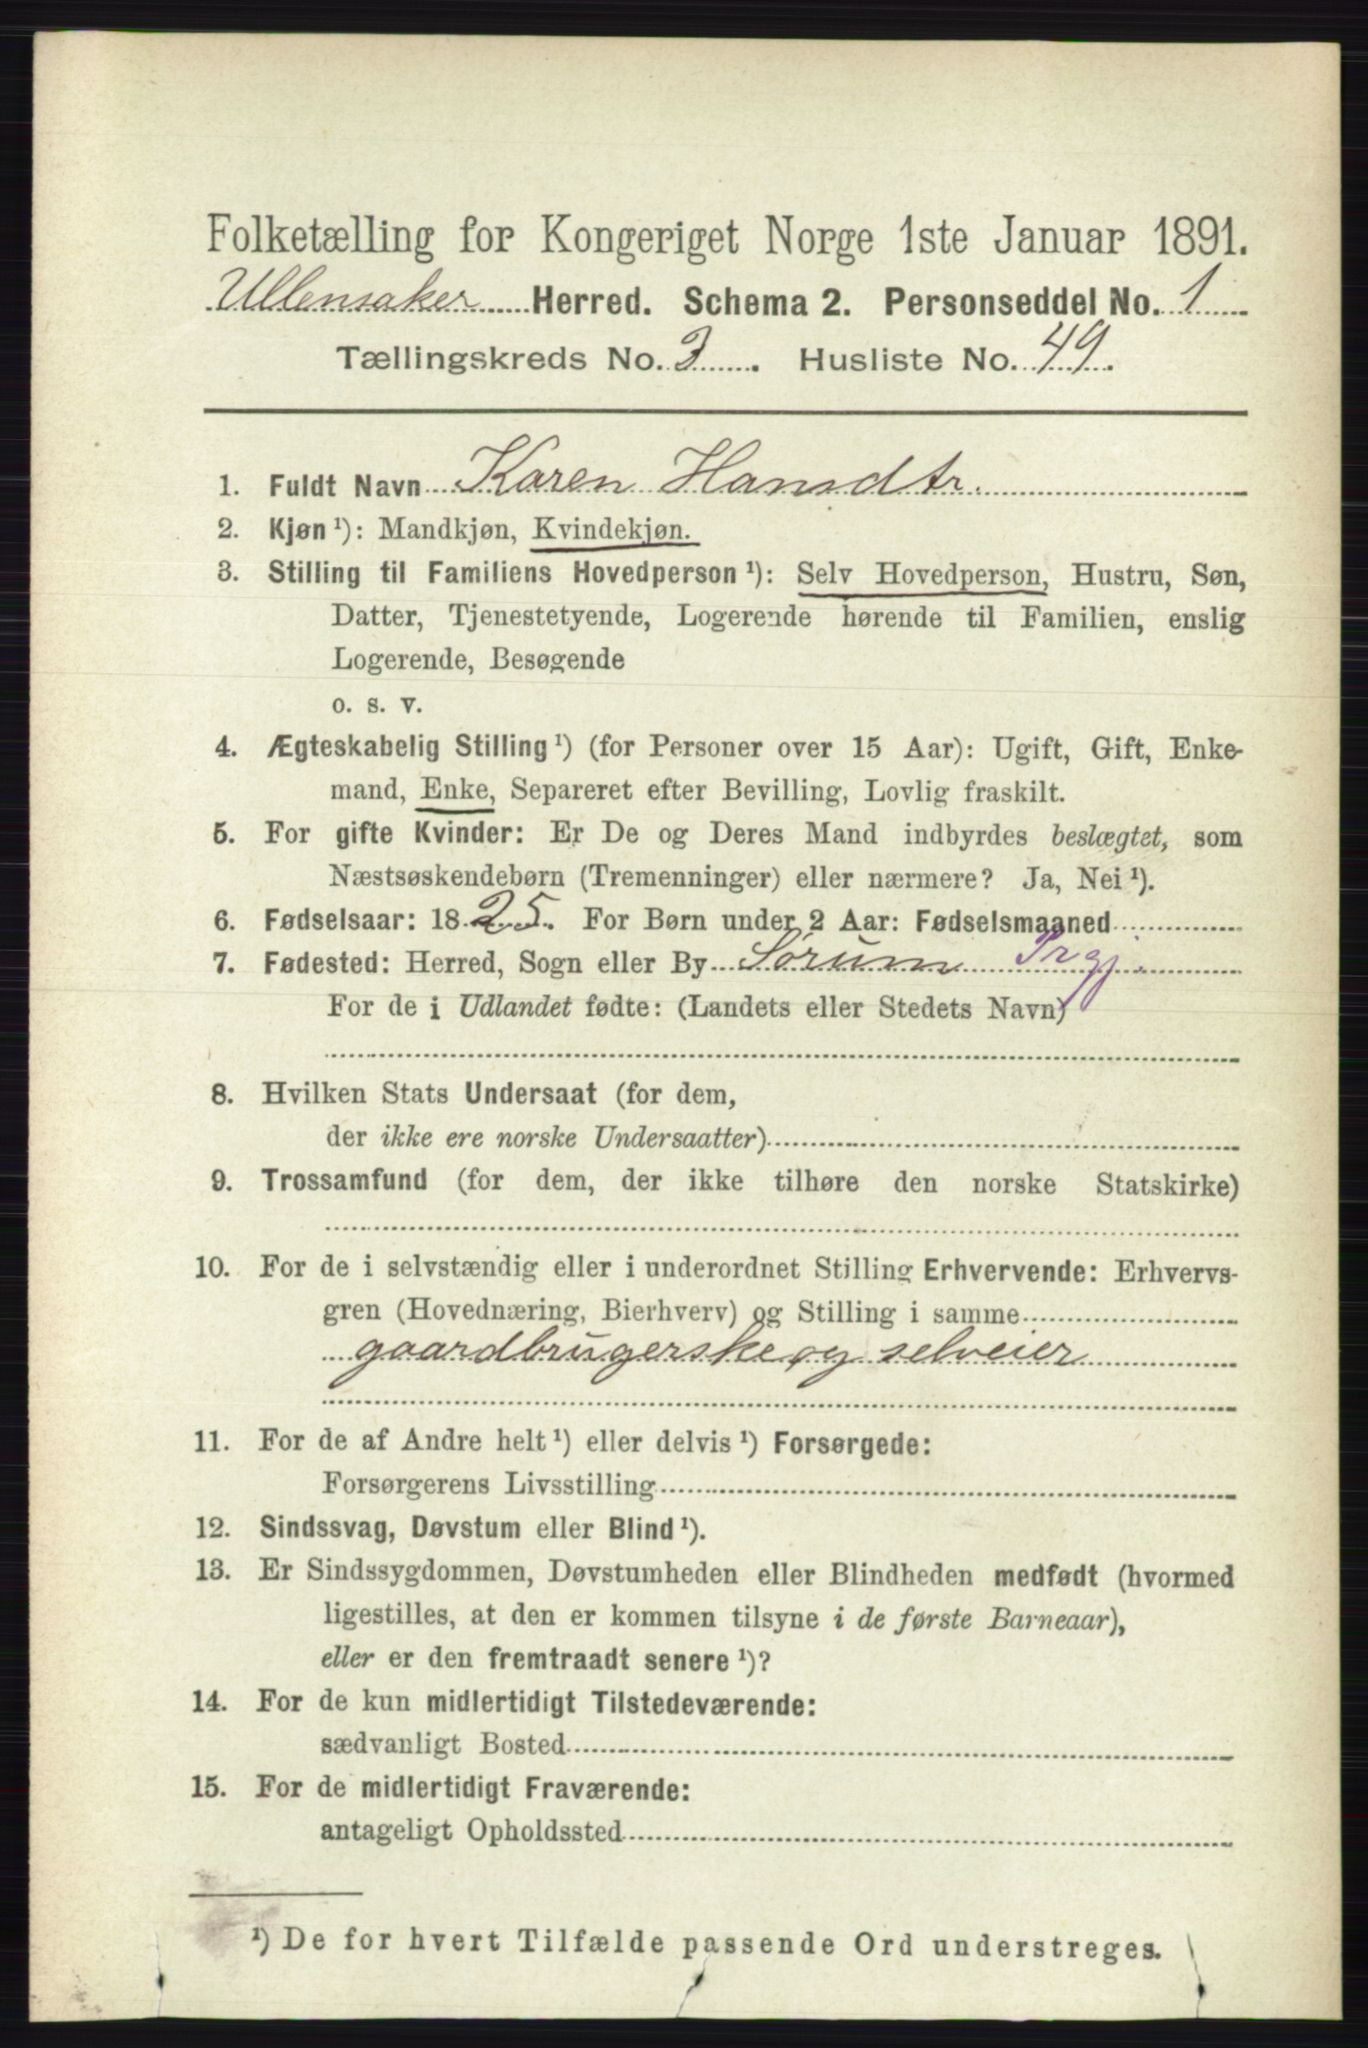 Folketælling for Kongeriget Norge 1ste Januar 1891.
Ullensaker Herred. Schema 2. Personseddel No. 1
Tællingskreds No. 3. Husliste No. 49.
1. Fuldt Navn Karen Hansdtr.
2. Kjøn ¹): Mandkjøn, Kvindekjøn.
3. Stilling til Familiens Hovedperson ¹): Selv Hovedperson, Hustru, Søn,
Datter, Tjenestetyende, Logerende hørende til Familien, enslig
Logerende, Besøgende
o. s. v.
4. Ægteskabelig Stilling ¹) (for Personer over 15 Aar): Ugift, Gift, Enke-
mand, Enke, Separeret efter Bevilling, Lovlig fraskilt.
5. For gifte Kvinder: Er De og Deres Mand indbyrdes beslægtet, som
Næstsøskendebørn (Tremenninger) eller nærmere? Ja, Nei ¹).
6. Fødselsaar: 1825. For Børn under 2 Aar: Fødselsmaaned
7. Fødested: Herred, Sogn eller By Sørum Prgj.
For de i Udlandet fødte: (Landets eller Stedets Navn)
8. Hvilken Stats Undersaat (for dem,
der ikke ere norske Undersaatter)
9. Trossamfund (for dem, der ikke tilhøre den norske Statskirke)
10. For de i selvstændig eller i underordnet Stilling Erhvervende: Erhvervs-
gren (Hovednæring, Bierhverv) og Stilling i samme
gaardbrugerske og selveier
11. For de af Andre helt ¹) eller delvis ¹) Forsørgede:
Forsørgerens Livsstilling
12. Sindssvag, Døvstum eller Blind ¹).
13. Er Sindssygdommen, Døvstumheden eller Blindheden medfødt (hvormed
ligestilles, at den er kommen tilsyne i de første Barneaar),
eller er den fremtraadt senere ¹)?
14. For de kun midlertidigt Tilstedeværende:
sædvanligt Bosted
15. For de midlertidigt Fraværende:
antageligt Opholdssted
¹) De for hvert Tilfælde passende Ord understreges.